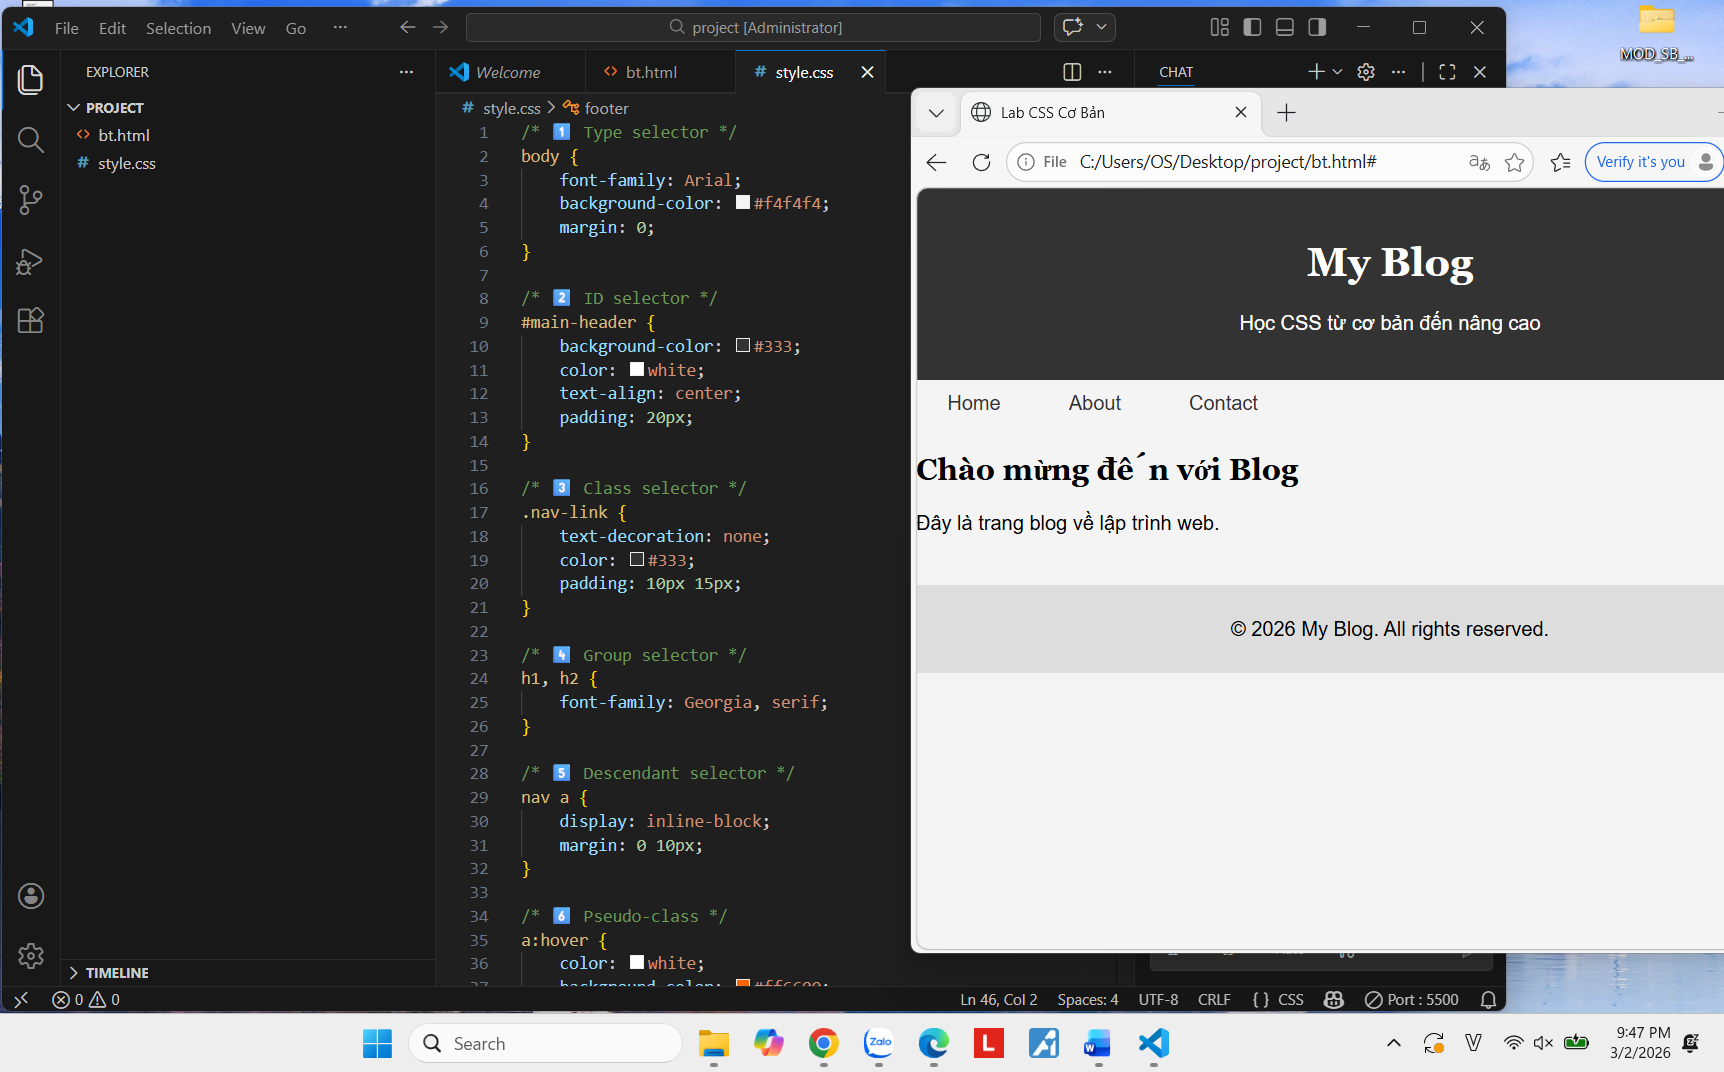 File Edit Selection View Go ··· project [Administrator]
MOD_SB_...
EXPLORER ···
Welcome bt.html style.css
CHAT
PROJECT
bt.html
style.css
style.css > footer
1 /* 1️⃣ Type selector */
2 body {
3 font-family: Arial;
4 background-color: #f4f4f4;
5 margin: 0;
6 }
7
8 /* 2️⃣ ID selector */
9 #main-header {
10 background-color: #333;
11 color: white;
12 text-align: center;
13 padding: 20px;
14 }
15
16 /* 3️⃣ Class selector */
17 .nav-link {
18 text-decoration: none;
19 color: #333;
20 padding: 10px 15px;
21 }
22
23 /* 4️⃣ Group selector */
24 h1, h2 {
25 font-family: Georgia, serif;
26 }
27
28 /* 5️⃣ Descendant selector */
29 nav a {
30 display: inline-block;
31 margin: 0 10px;
32 }
33
34 /* 6️⃣ Pseudo-class */
35 a:hover {
36 color: white;
37 background-color: #ff6600;
TIMELINE
Lab CSS Cơ Bản
File C:/Users/OS/Desktop/project/bt.html# Verify it's you
My Blog
Học CSS từ cơ bản đến nâng cao
Home About Contact
Chào mừng đến với Blog
Đây là trang blog về lập trình web.
© 2026 My Blog. All rights reserved.
0 0 Ln 46, Col 2 Spaces: 4 UTF-8 CRLF { } CSS Port : 5500
Search Zalo L W V 9:47 PM
3/2/2026